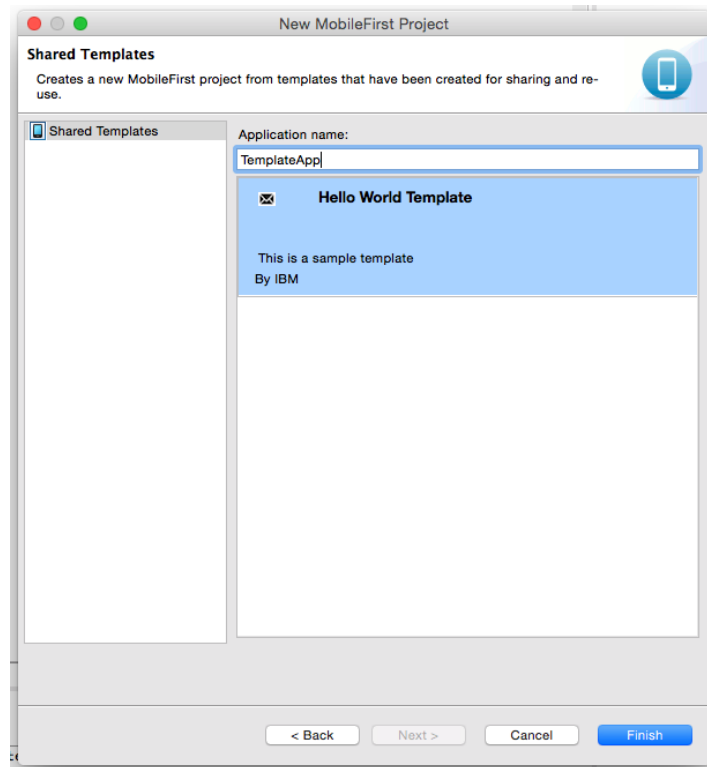 New MobileFirst Project
Shared Templates
Creates a new MobileFirst project from templates that have been created for sharing and re-
use.
Shared Templates
Application name:
TemplateApp
Hello World Template
This is a sample template
By IBM
< Back
Next >
Cancel
Finish